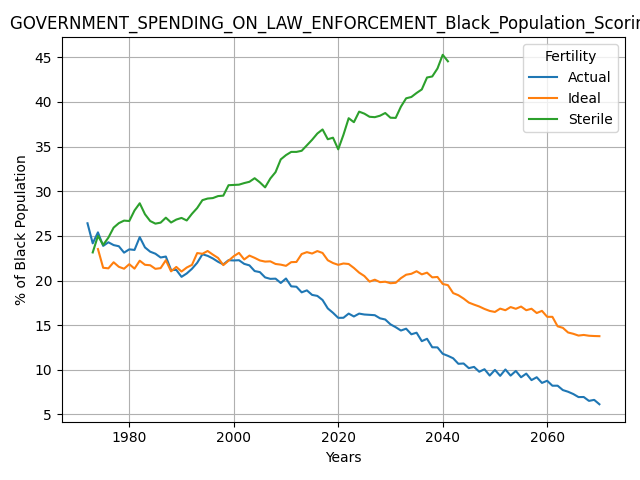 GOVERNMENT_SPENDING_ON_LAW_ENFORCEMENT_Black_Population_Scorin
Fertility
Actual
Ideal
Sterile
% of Black Population
45
40
35
30
25
20
15
10
5
1980 2000 2020 2040 2060
Years